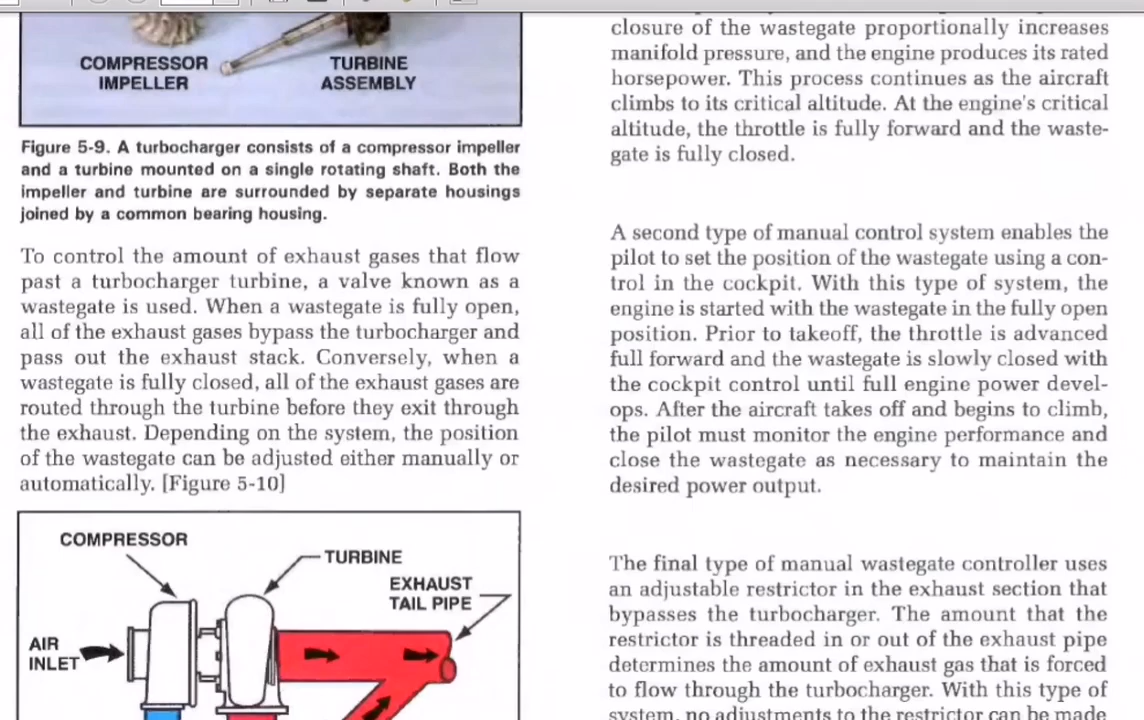 COMPRESSOR
IMPELLER
TURBINE
ASSEMBLY
Figure 5-9. A turbocharger consists of a compressor impeller
and a turbine mounted on a single rotating shaft. Both the
impeller and turbine are surrounded by separate housings
joined by a common bearing housing.
To control the amount of exhaust gases that flow
past a turbocharger turbine, a valve known as a
wastegate is used. When a wastegate is fully open,
all of the exhaust gases bypass the turbocharger and
pass out the exhaust stack. Conversely, when a
wastegate is fully closed, all of the exhaust gases are
routed through the turbine before they exit through
the exhaust. Depending on the system, the position
of the wastegate can be adjusted either manually or
automatically. [Figure 5-10]
COMPRESSOR
TURBINE
EXHAUST
TAIL PIPE
AIR
INLET
closure of the wastegate proportionally increases
manifold pressure, and the engine produces its rated
horsepower. This process continues as the aircraft
climbs to its critical altitude. At the engine's critical
altitude, the throttle is fully forward and the waste-
gate is fully closed.
A second type of manual control system enables the
pilot to set the position of the wastegate using a con-
trol in the cockpit. With this type of system, the
engine is started with the wastegate in the fully open
position. Prior to takeoff, the throttle is advanced
full forward and the wastegate is slowly closed with
the cockpit control until full engine power devel-
ops. After the aircraft takes off and begins to climb,
the pilot must monitor the engine performance and
close the wastegate as necessary to maintain the
desired power output.
The final type of manual wastegate controller uses
an adjustable restrictor in the exhaust section that
bypasses the turbocharger. The amount that the
restrictor is threaded in or out of the exhaust pipe
determines the amount of exhaust gas that is forced
to flow through the turbocharger. With this type of
system, no adjustments to the restrictor can be made